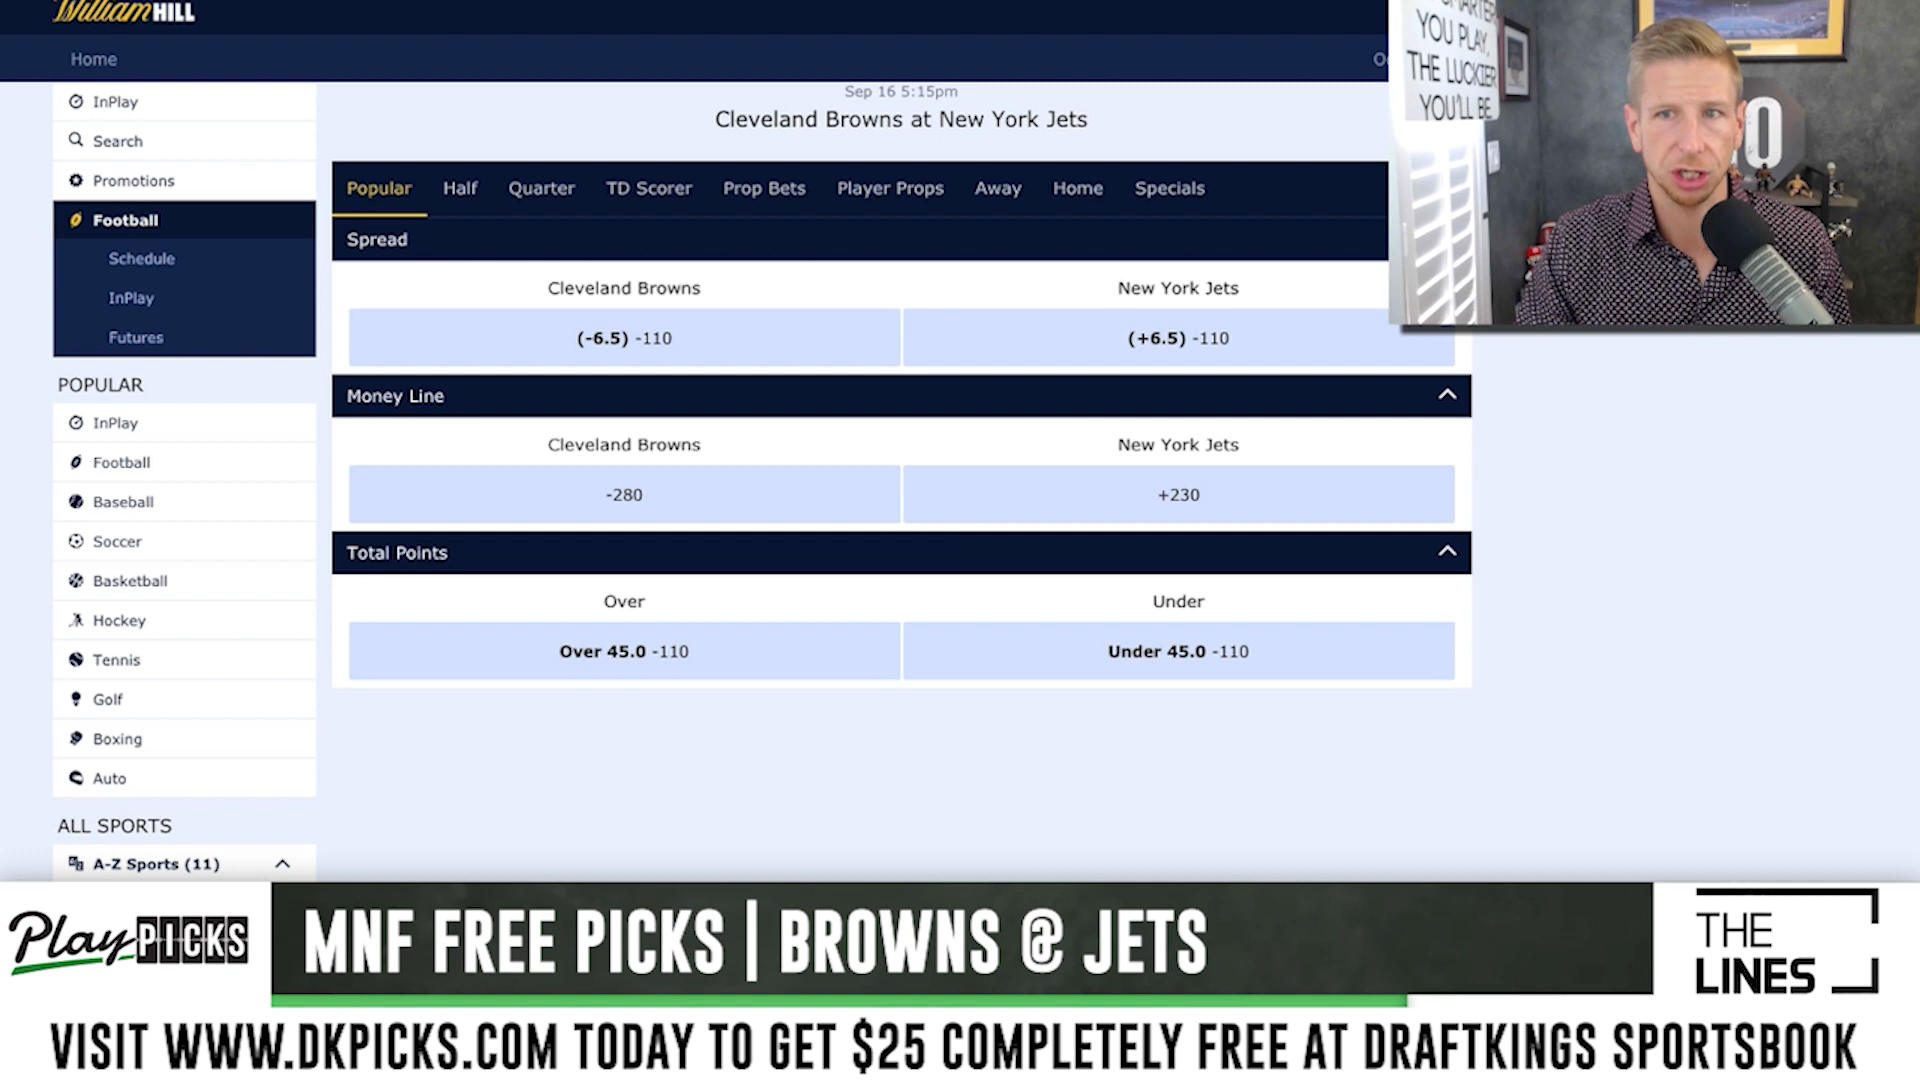 William HILL
Home
InPlay
Search
Promotions
Football
Schedule
InPlay
Futures
POPULAR
InPlay
Football
Baseball
Soccer
Basketball
Hockey
Tennis
Golf
Boxing
Auto
ALL SPORTS
A-Z Sports (11)
Sep 16 5:15pm
Cleveland Browns at New York Jets
Popular Half Quarter TD Scorer Prop Bets Player Props Away Home Specials
Spread
Cleveland Browns New York Jets
(-6.5) -110 (+6.5) -110
Money Line
Cleveland Browns New York Jets
-280 +230
Total Points
Over Under
Over 45.0 -110 Under 45.0 -110
YOU PLAY,
THE LUCKIER
YOU'LL BE
Play PICKS
MNF FREE PICKS | BROWNS @ JETS
THE
LINES
VISIT WWW.DKPICKS.COM TODAY TO GET $25 COMPLETELY FREE AT DRAFTKINGS SPORTSBOOK